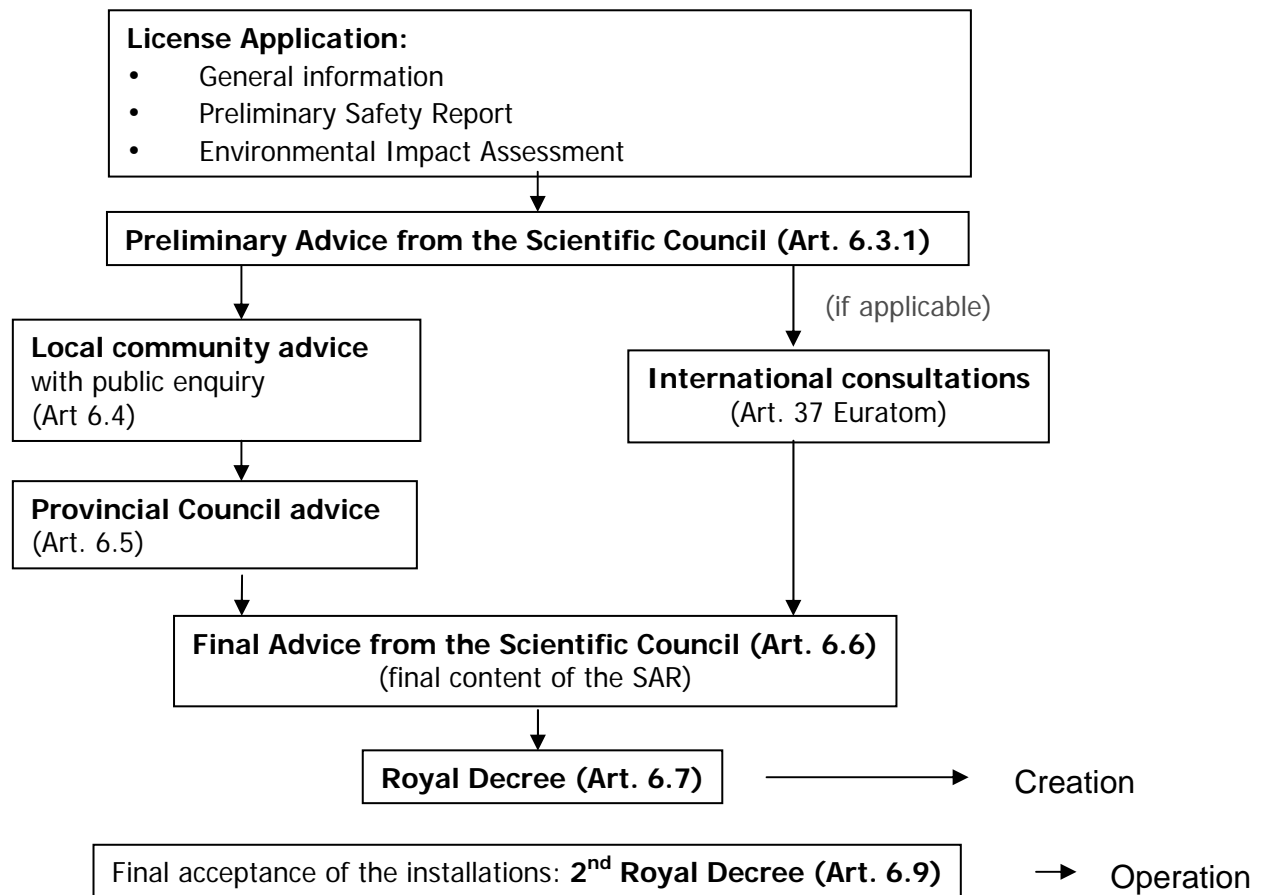 License Application:
• General information
• Preliminary Safety Report
• Environmental Impact Assessment
Preliminary Advice from the Scientific Council (Art. 6.3.1)
(if applicable)
Local community advice
with public enquiry
(Art 6.4)
International consultations
(Art. 37 Euratom)
Provincial Council advice
(Art. 6.5)
Final Advice from the Scientific Council (Art. 6.6)
(final content of the SAR)
Royal Decree (Art. 6.7)
Creation
Final acceptance of the installations: 2nd Royal Decree (Art. 6.9)
Operation